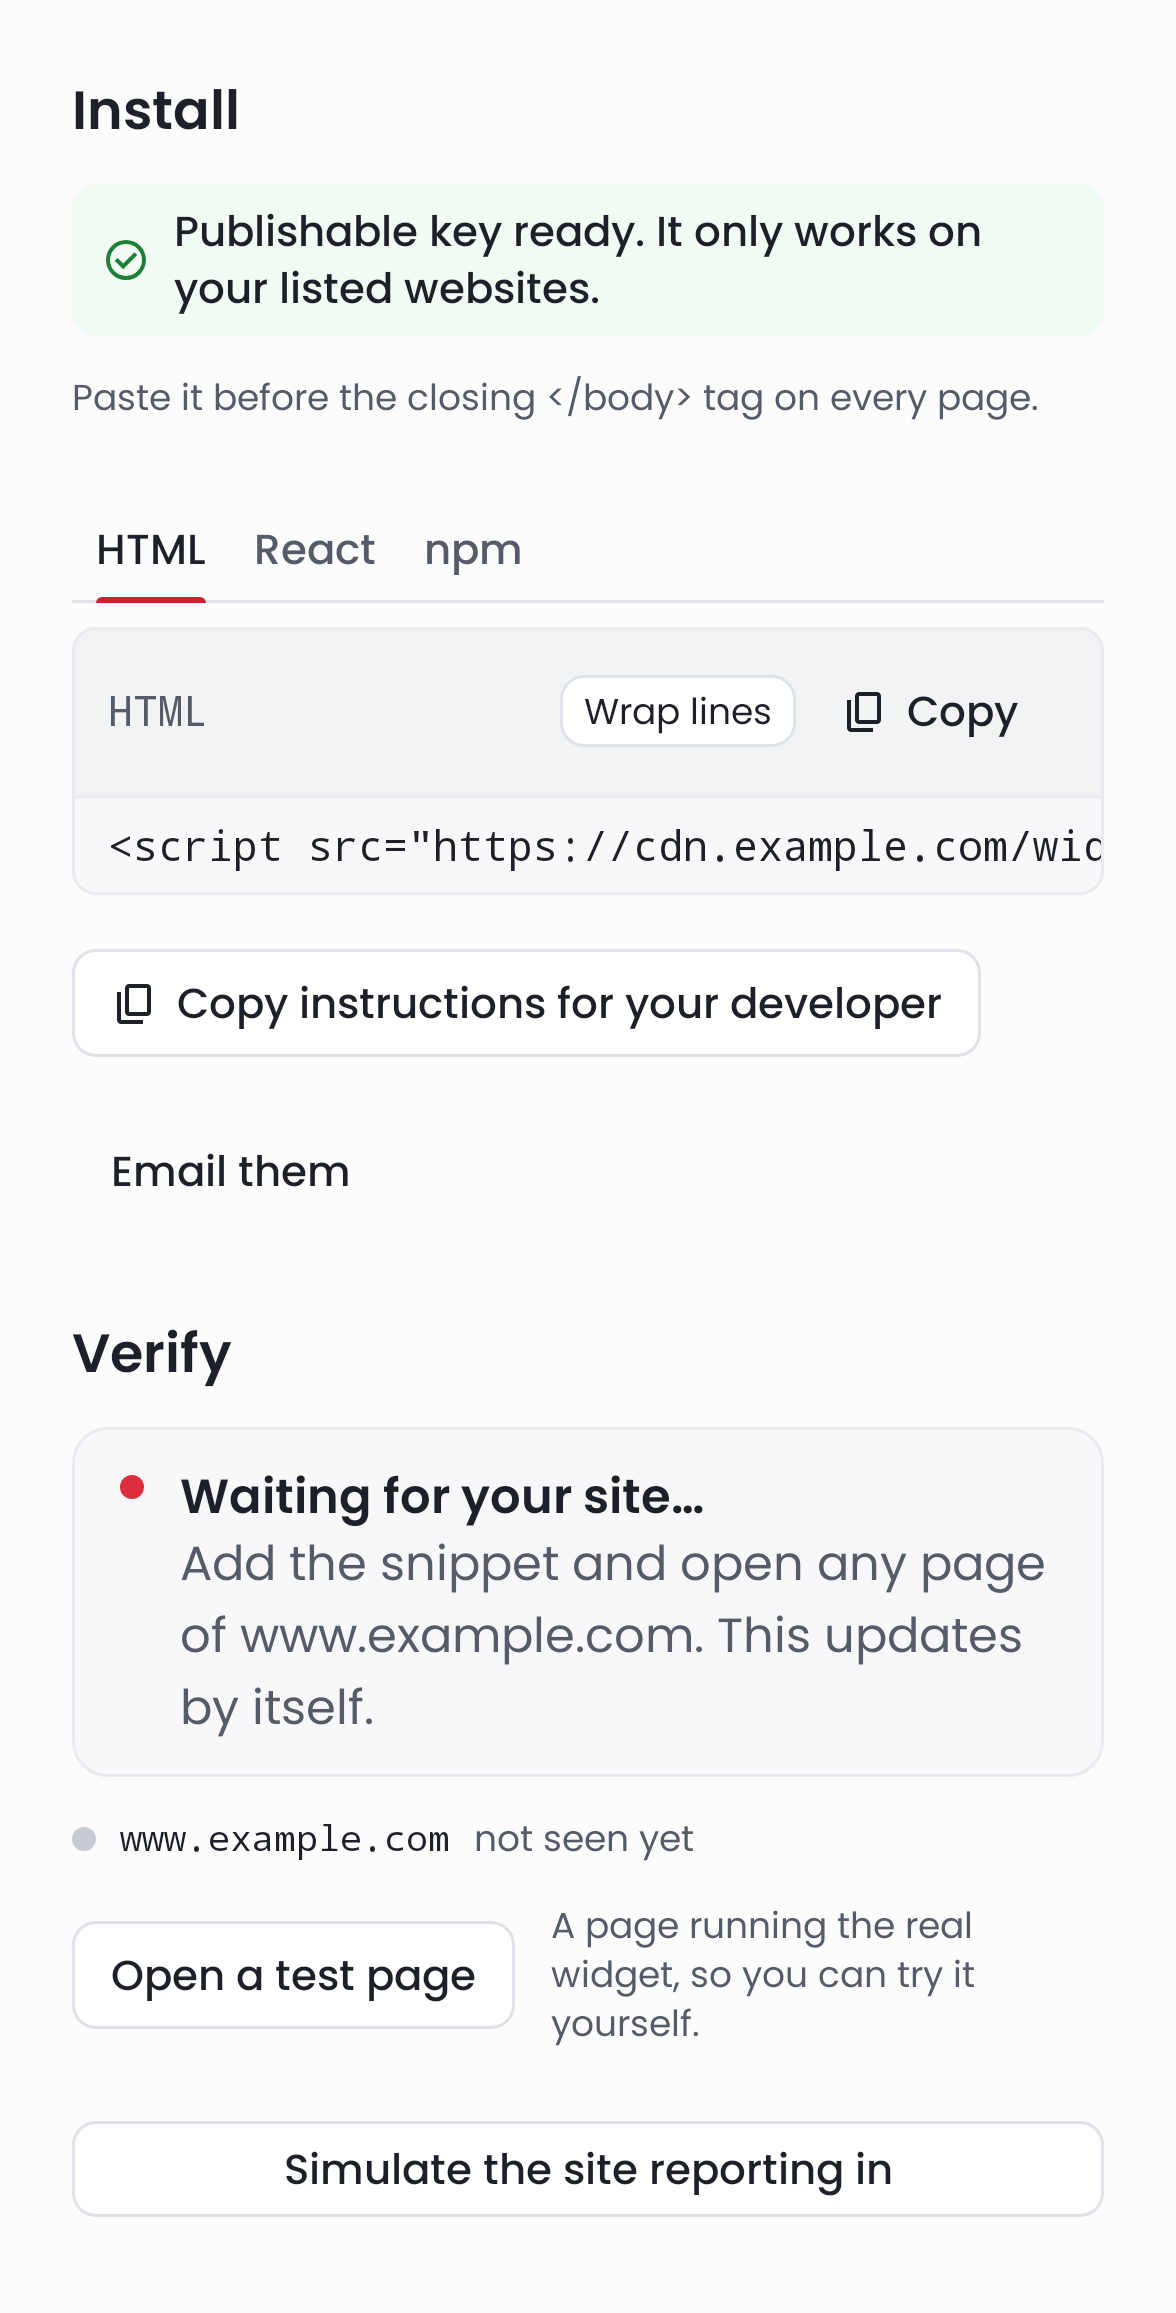 Install
Publishable key ready. It only works on
your listed websites.
Paste it before the closing </body> tag on every page.
HTML React npm
HTML Wrap lines Copy
<script src="https://cdn.example.com/wid
Copy instructions for your developer
Email them
Verify
Waiting for your site…
Add the snippet and open any page
of www.example.com. This updates
by itself.
www.example.com not seen yet
Open a test page
A page running the real
widget, so you can try it
yourself.
Simulate the site reporting in